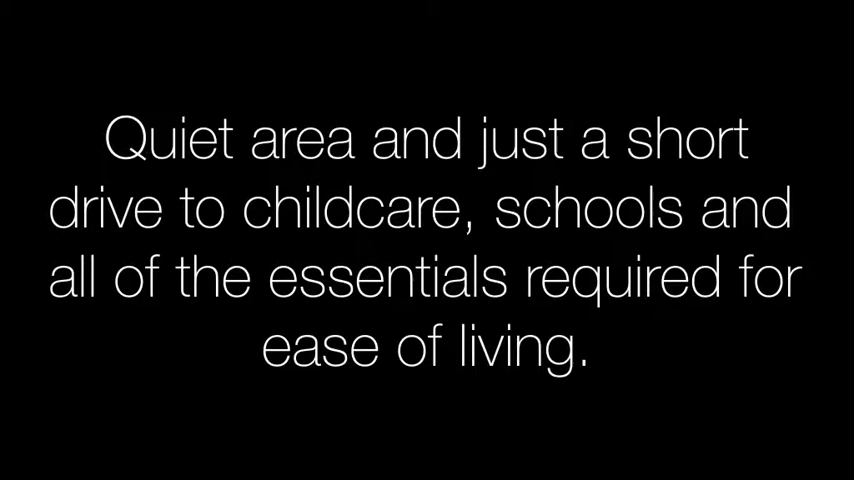 Quiet area and just a short
drive to childcare, schools and
all of the essentials required for
ease of living.